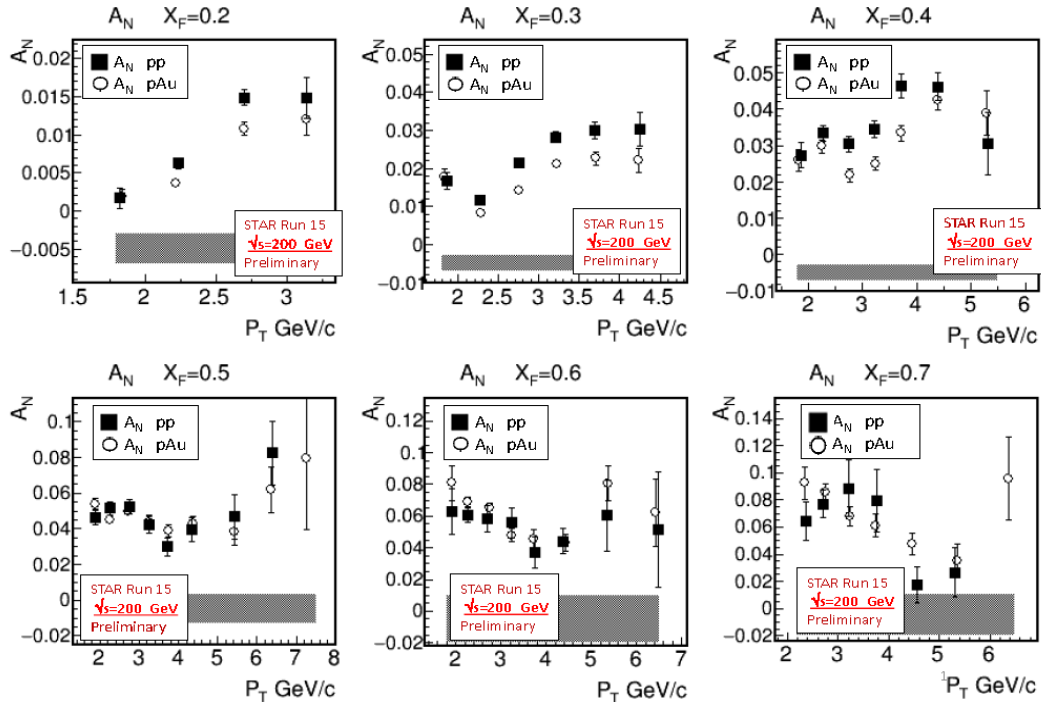 A_N X_F=0.2
A_N
0.02
0.015
0.01
0.005
0
−0.005
A_N pp
A_N pAu
STAR Run 15
√s=200 GeV
Preliminary
1.5 2 2.5 3
P_T GeV/c
A_N X_F=0.3
A_N
0.05
0.04
0.03
0.02
0.01
0
−0.01
A_N pp
A_N pAu
STAR Run 15
√s=200 GeV
Preliminary
2 2.5 3 3.5 4 4.5
P_T GeV/c
A_N X_F=0.4
A_N
0.05
0.04
0.03
0.02
0.01
0
−0.01
A_N pp
A_N pAu
STAR Run 15
√s=200 GeV
Preliminary
2 3 4 5 6
P_T GeV/c
A_N X_F=0.5
A_N
0.1
0.08
0.06
0.04
0.02
0
−0.02
A_N pp
A_N pAu
STAR Run 15
√s=200 GeV
Preliminary
2 3 4 5 6 7 8
P_T GeV/c
A_N X_F=0.6
A_N
0.12
0.1
0.08
0.06
0.04
0.02
0
−0.02
A_N pp
A_N pAu
STAR Run 15
√s=200 GeV
Preliminary
2 3 4 5 6 7
P_T GeV/c
A_N X_F=0.7
A_N
0.14
0.12
0.1
0.08
0.06
0.04
0.02
0
−0.02
A_N pp
A_N pAu
STAR Run 15
√s=200 GeV
Preliminary
2 3 4 5 6
1 P_T GeV/c